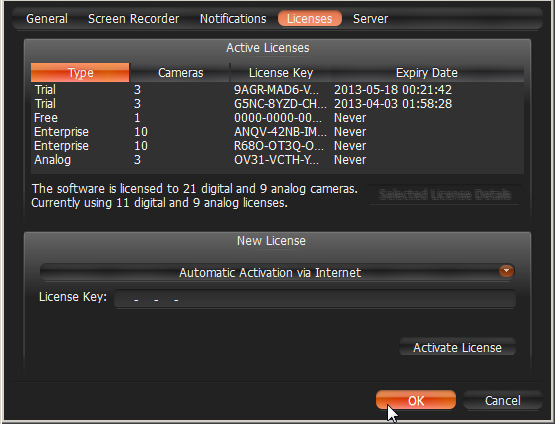 General Screen Recorder Notifications Licenses Server
Active Licenses
Type Cameras License Key Expiry Date
Trial 3 9AGR-MAD6-V... 2013-05-18 00:21:42
Trial 3 G5NC-8YZD-CH... 2013-04-03 01:58:28
Free 1 0000-0000-00... Never
Enterprise 10 ANQV-42NB-IM... Never
Enterprise 10 R68O-OT3Q-O... Never
Analog 3 OV31-VCTH-Y... Never
The software is licensed to 21 digital and 9 analog cameras.
Currently using 11 digital and 9 analog licenses.
Selected License Details
New License
Automatic Activation via Internet
License Key: - - -
Activate License
OK Cancel